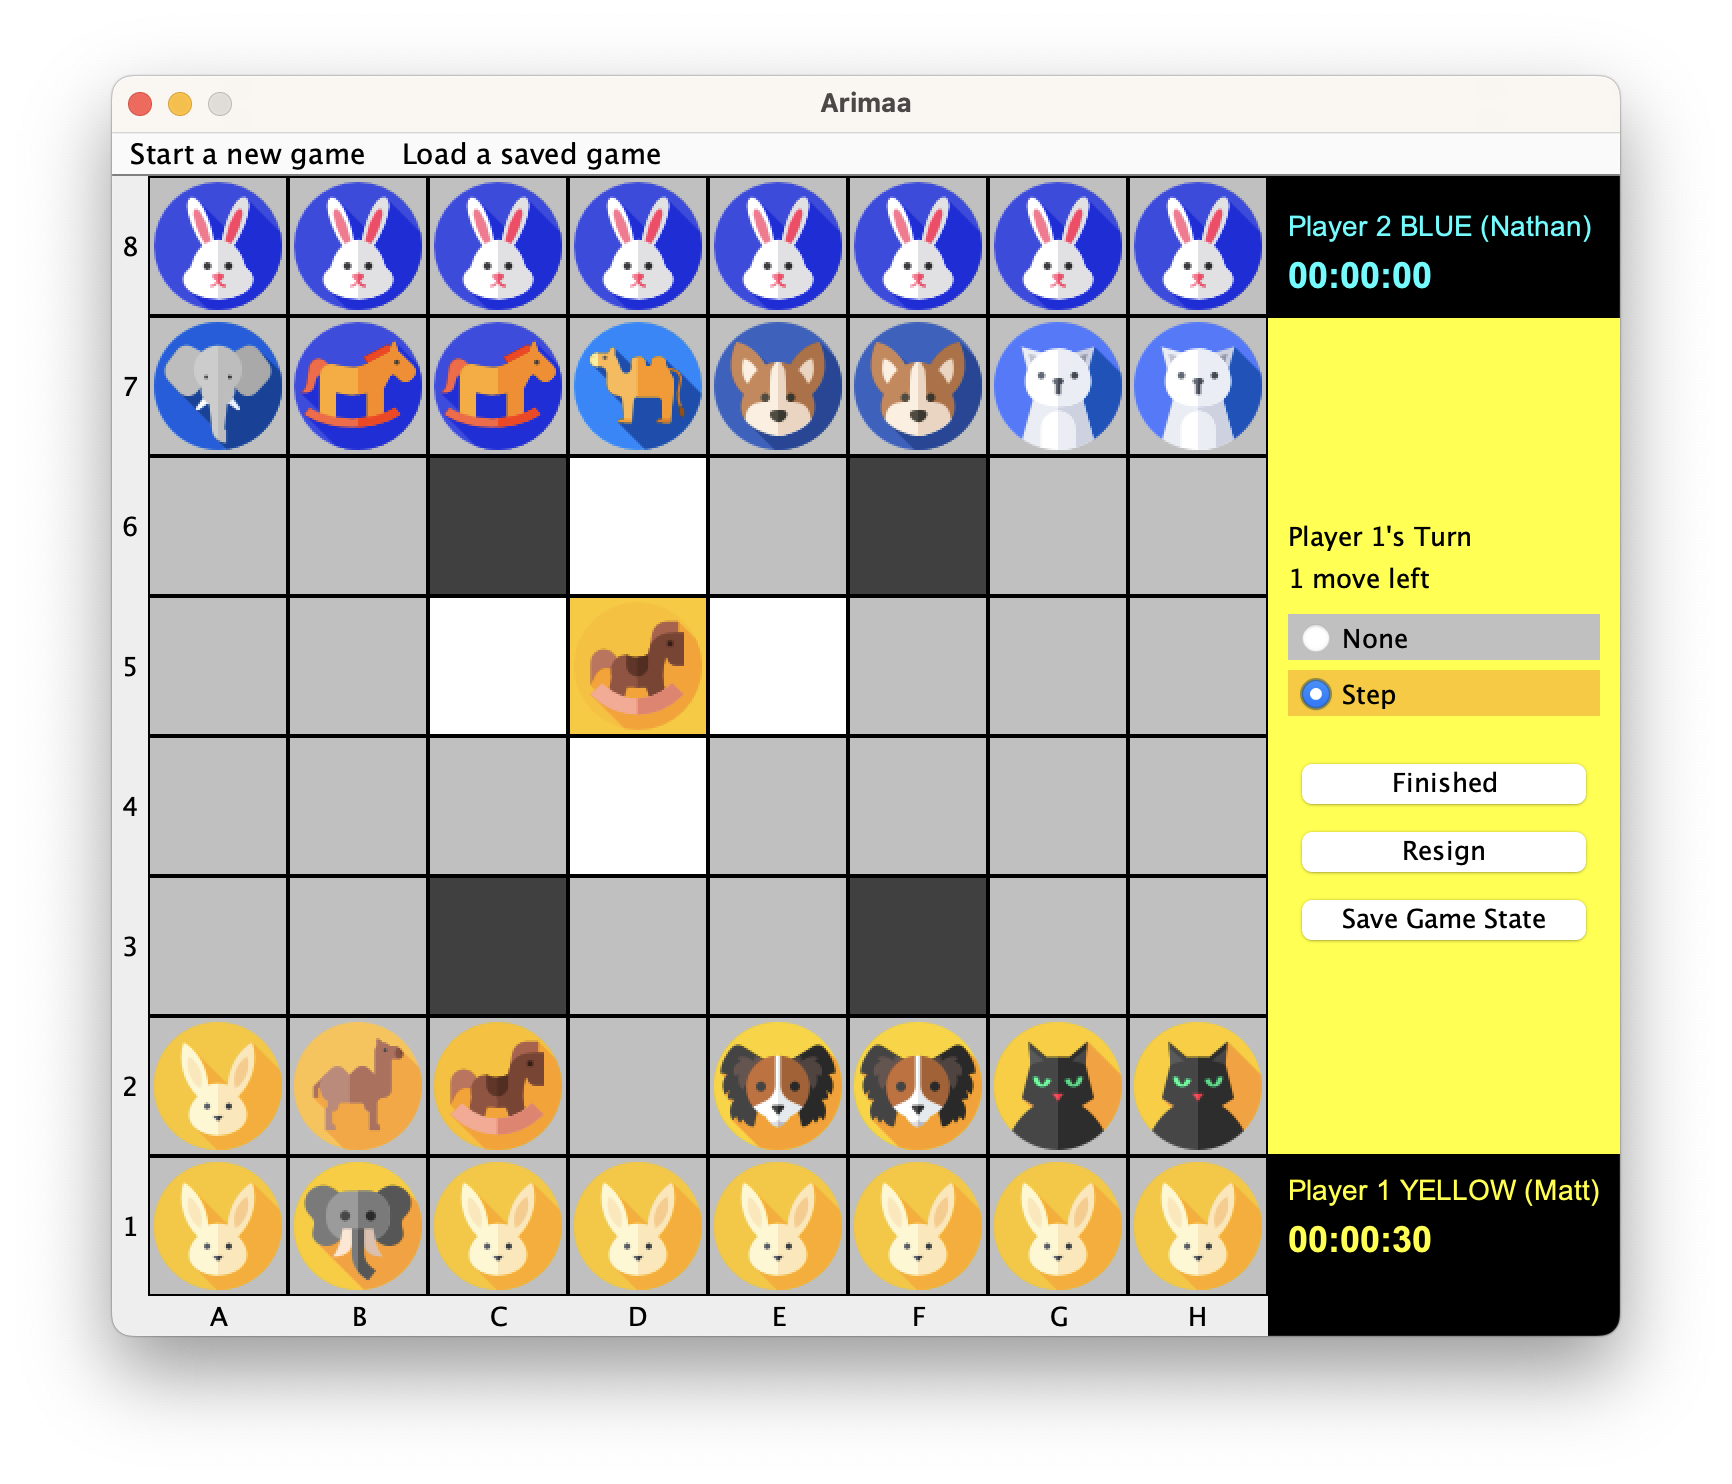 Arimaa
Start a new game Load a saved game
8
7
6
5
4
3
2
1
A B C D E F G H
Player 2 BLUE (Nathan)
00:00:00
Player 1's Turn
1 move left
None
Step
Finished
Resign
Save Game State
Player 1 YELLOW (Matt)
00:00:30